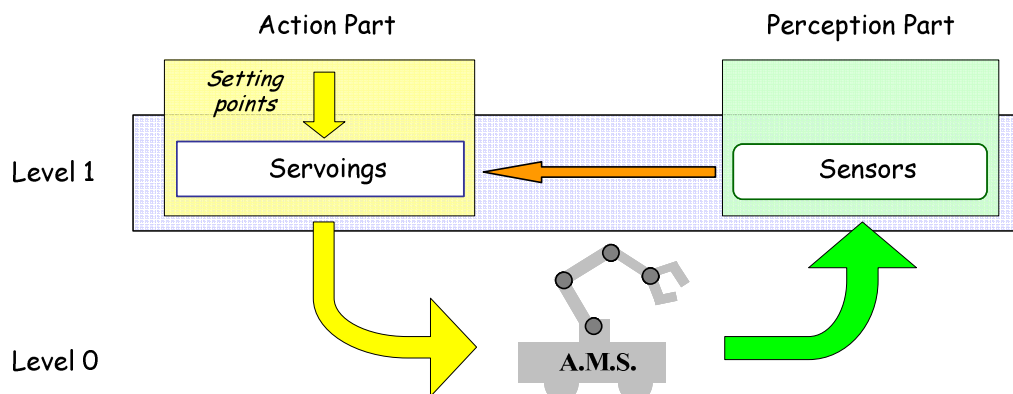 Action Part
Perception Part
Setting
points
Level 1
Servoings
Sensors
A.M.S.
Level 0